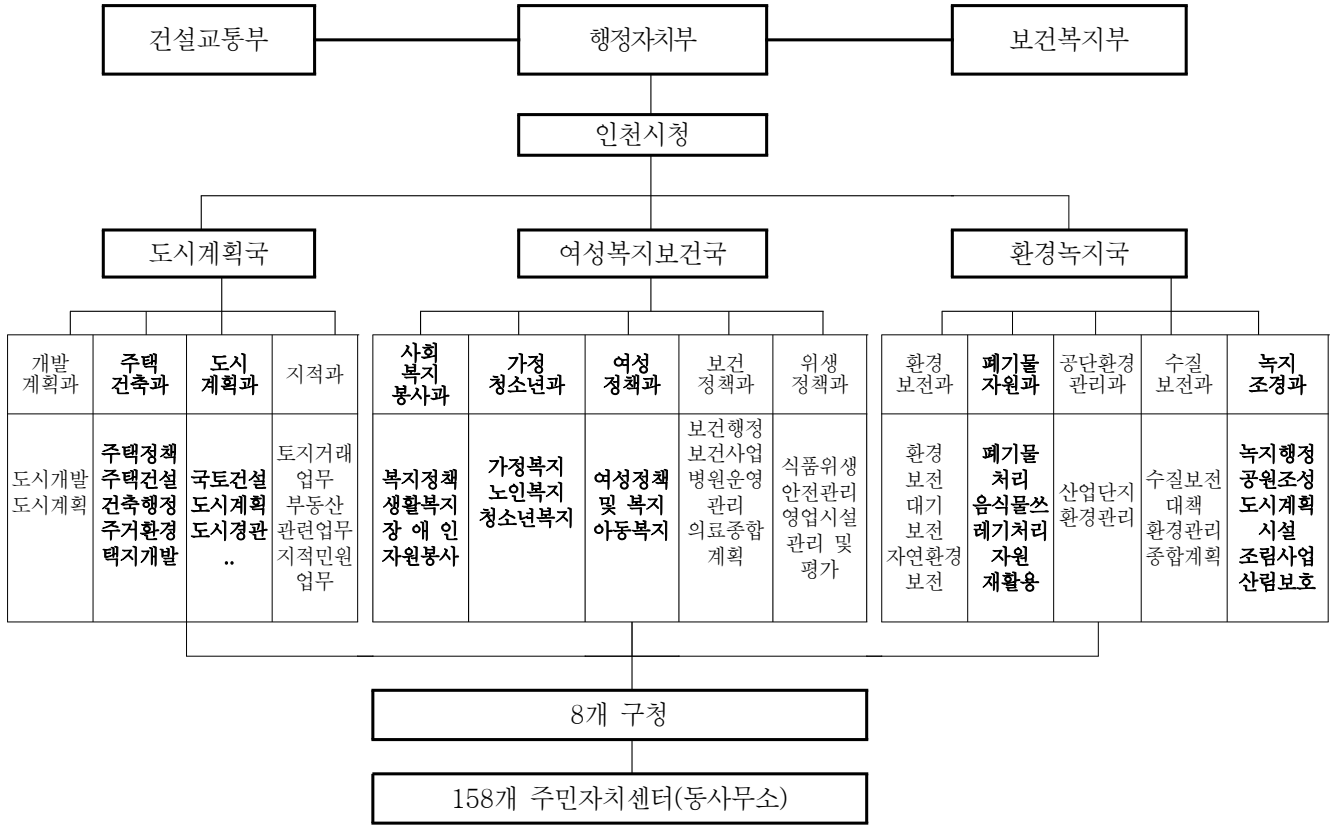 건설교통부
행정자치부
보건복지부
인천시청
도시계획국
여성복지보건국
환경녹지국
개발
계획과
주택
건축과
도시
계획과
지적과
사회
복지
봉사과
가정
청소년과
여성
정책과
보건
정책과
위생
정책과
환경
보전과
폐기물
자원과
공단환경
관리과
수질
보전과
녹지
조경과
도시개발
도시계획
주택정책
주택건설
건축행정
주거환경
택지개발
국토건설
도시계획
도시경관
..
토지거래
업무
부동산
관련업무
지적민원
업무
복지정책
생활복지
장 애 인
자원봉사
가정복지
노인복지
청소년복지
여성정책
및 복지
아동복지
보건행정
보건사업
병원운영
관리
의료종합
계획
식품위생
안전관리
영업시설
관리 및
평가
환경
보전
대기
보전
자연환경
보전
폐기물
처리
음식물쓰
레기처리
자원
재활용
산업단지
환경관리
수질보전
대책
환경관리
종합계획
녹지행정
공원조성
도시계획
시설
조림사업
산림보호
8개 구청
158개 주민자치센터(동사무소)